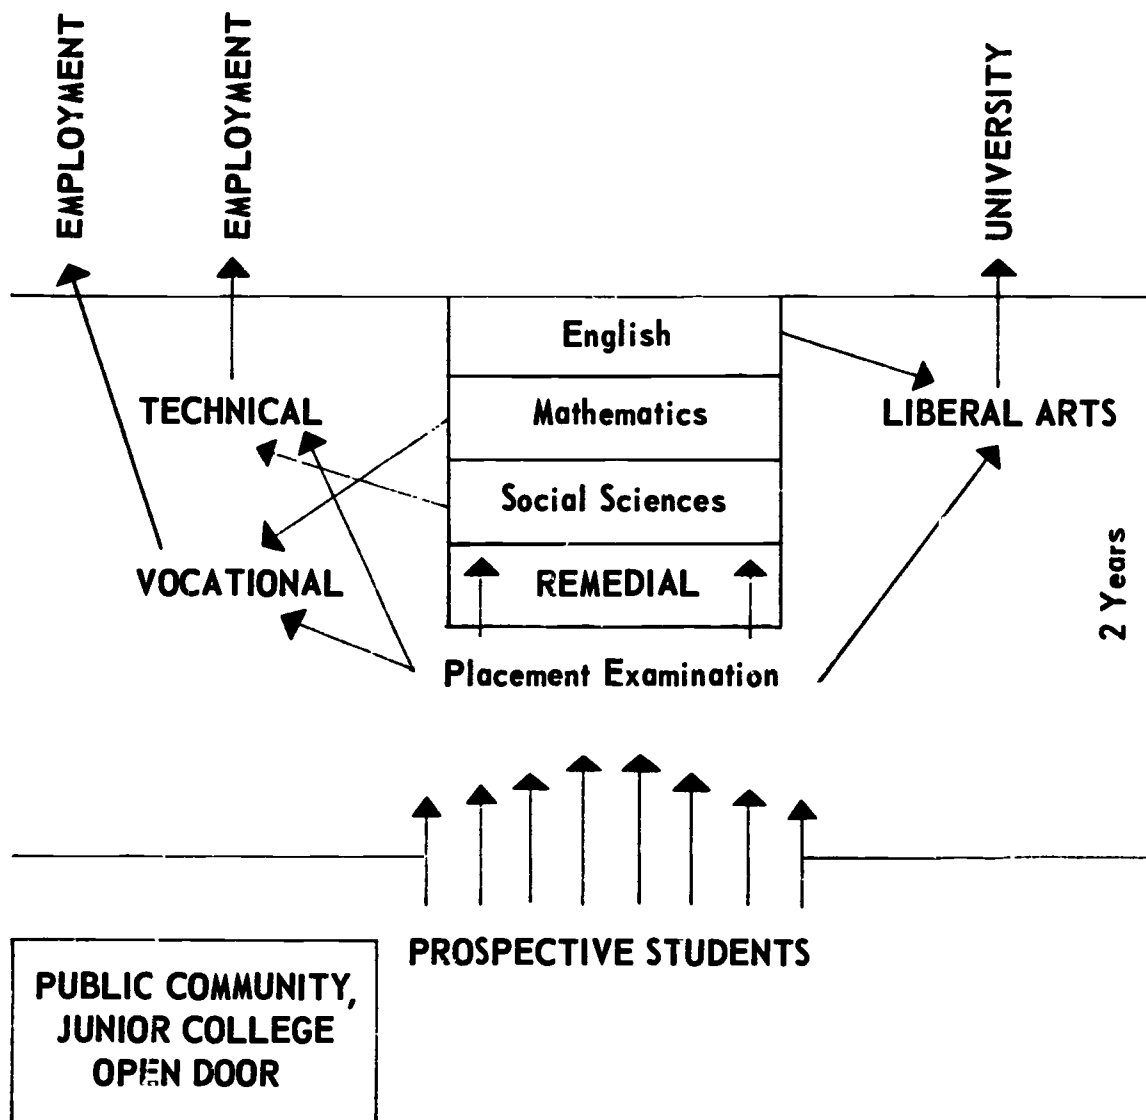 EMPLOYMENT
EMPLOYMENT
UNIVERSITY
English
TECHNICAL
Mathematics
LIBERAL ARTS
Social Sciences
VOCATIONAL
REMEDIAL
2 Years
Placement Examination
PROSPECTIVE STUDENTS
PUBLIC COMMUNITY,
JUNIOR COLLEGE
OPEN DOOR